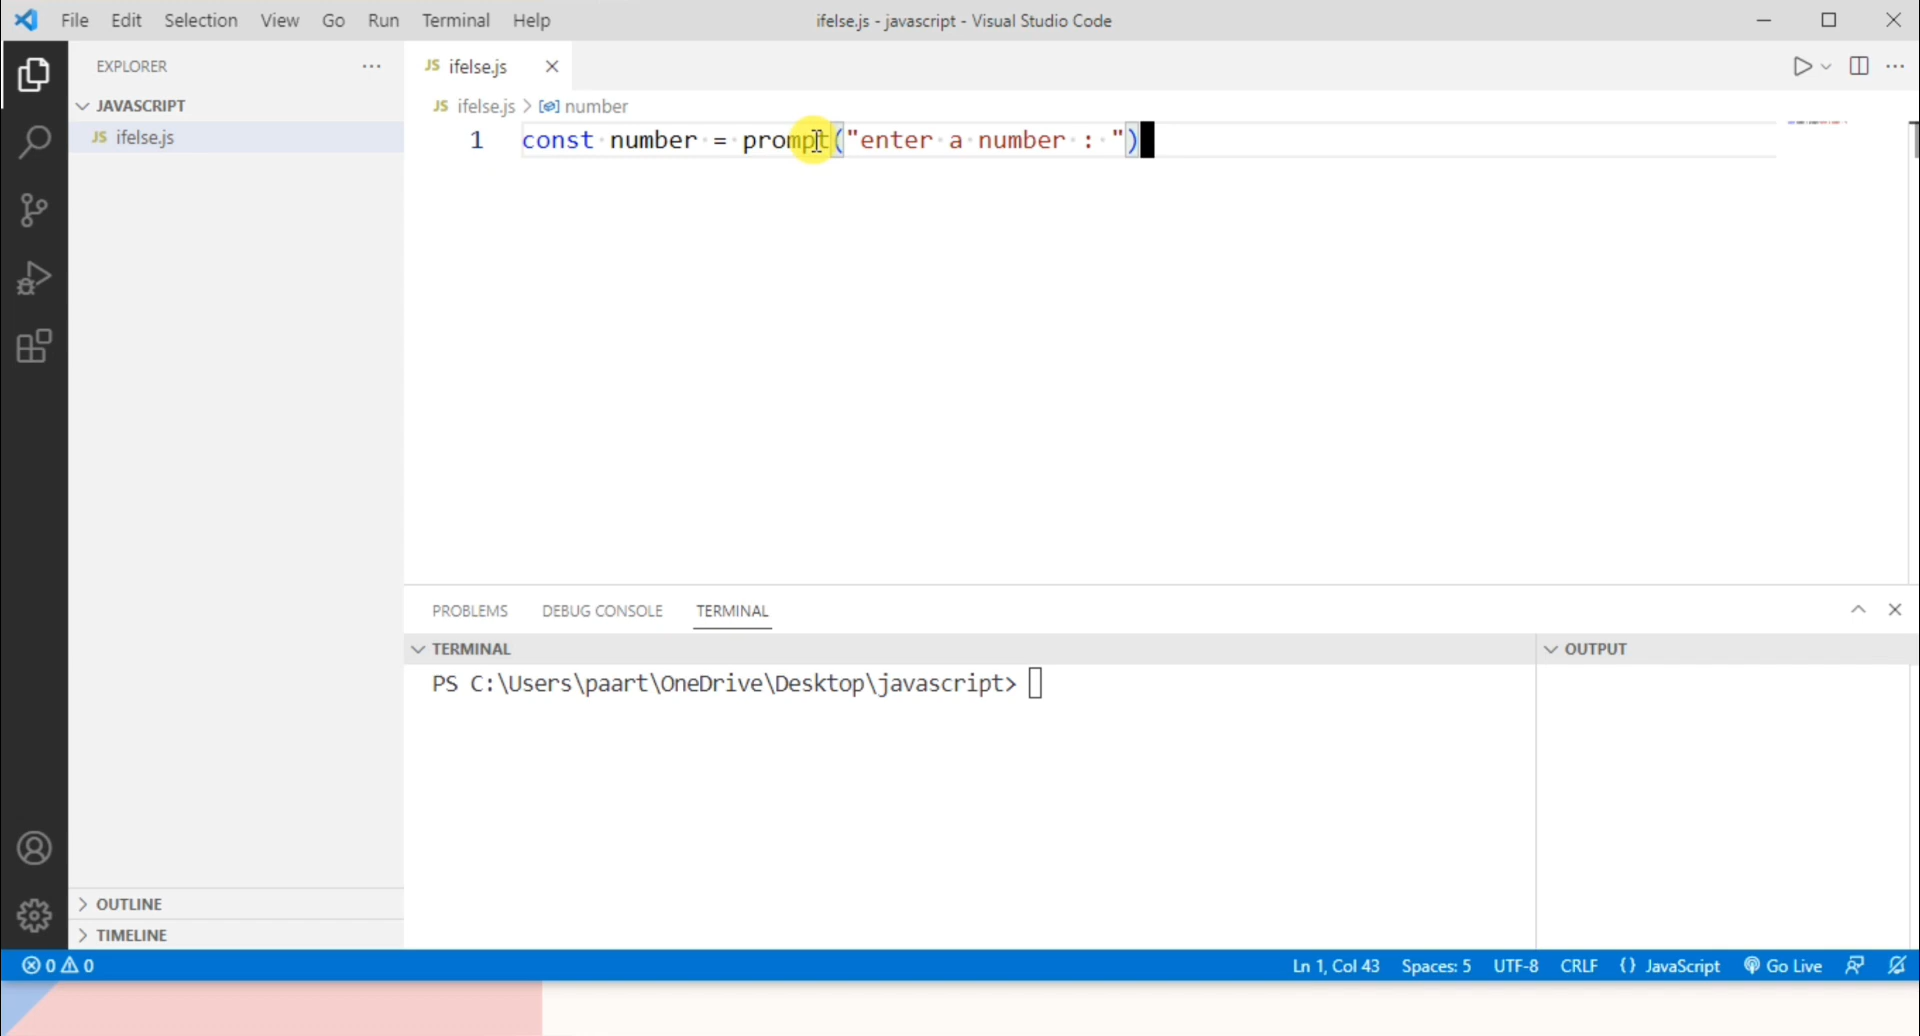 File Edit Selection View Go Run Terminal Help ifelse.js - javascript - Visual Studio Code
EXPLORER
JAVASCRIPT
JS ifelse.js
JS ifelse.js
JS ifelse.js > number
1 const number = prompt("enter a number : ")
PROBLEMS DEBUG CONSOLE TERMINAL
TERMINAL
PS C:\Users\paart\OneDrive\Desktop\javascript>
OUTPUT
OUTLINE
TIMELINE
0 0 Ln 1, Col 43 Spaces: 5 UTF-8 CRLF {} JavaScript Go Live